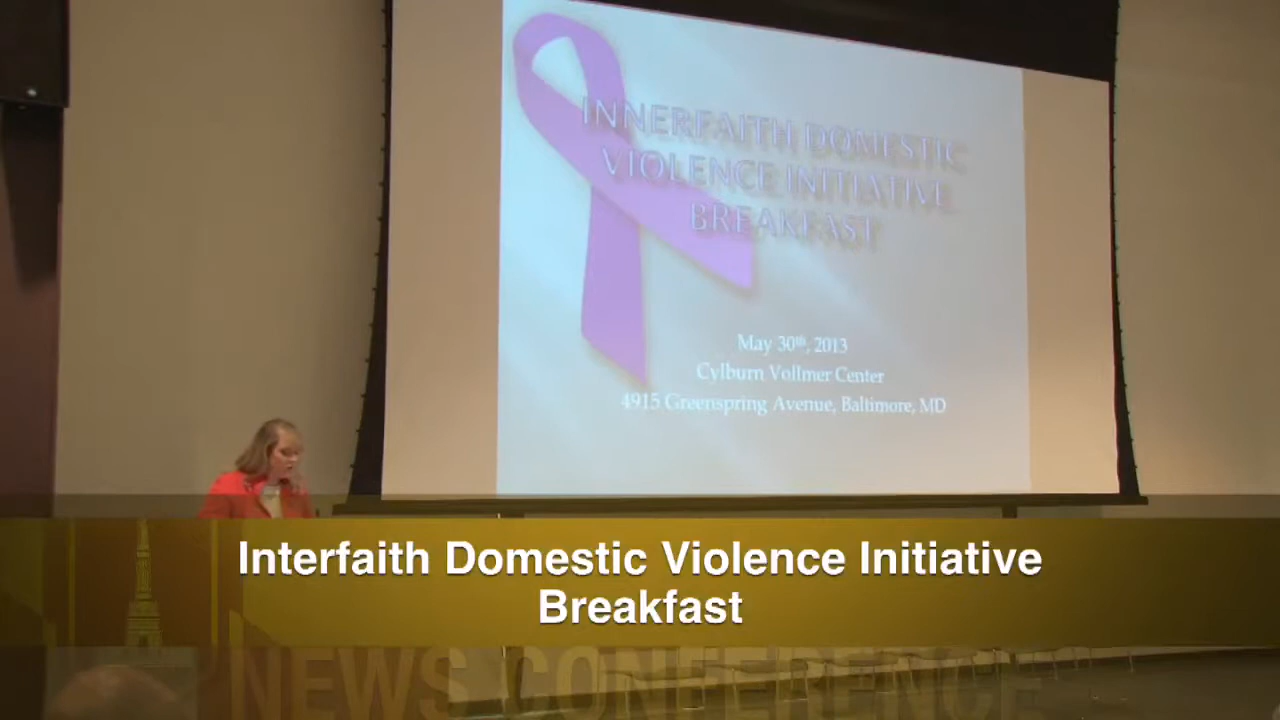 INNERFAITH DOMESTIC
VIOLENCE INITIATIVE
BREAKFAST
May 30th, 2013
Cylburn Vollmer Center
4915 Greenspring Avenue, Baltimore, MD
Interfaith Domestic Violence Initiative
Breakfast
NEWS CONFERENCE